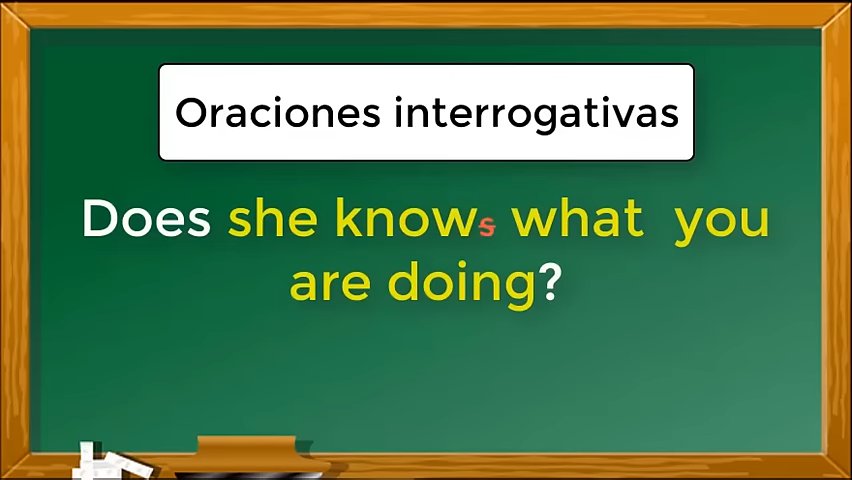 Oraciones interrogativas
Does she knows what you
are doing?